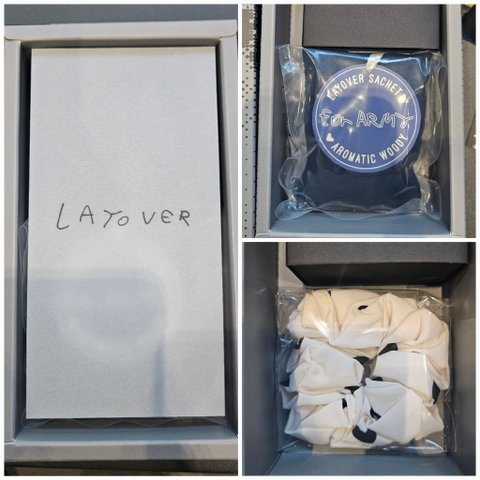 LAYOVER
LAYOVER SACHET
For ARMY
AROMATIC WOODY